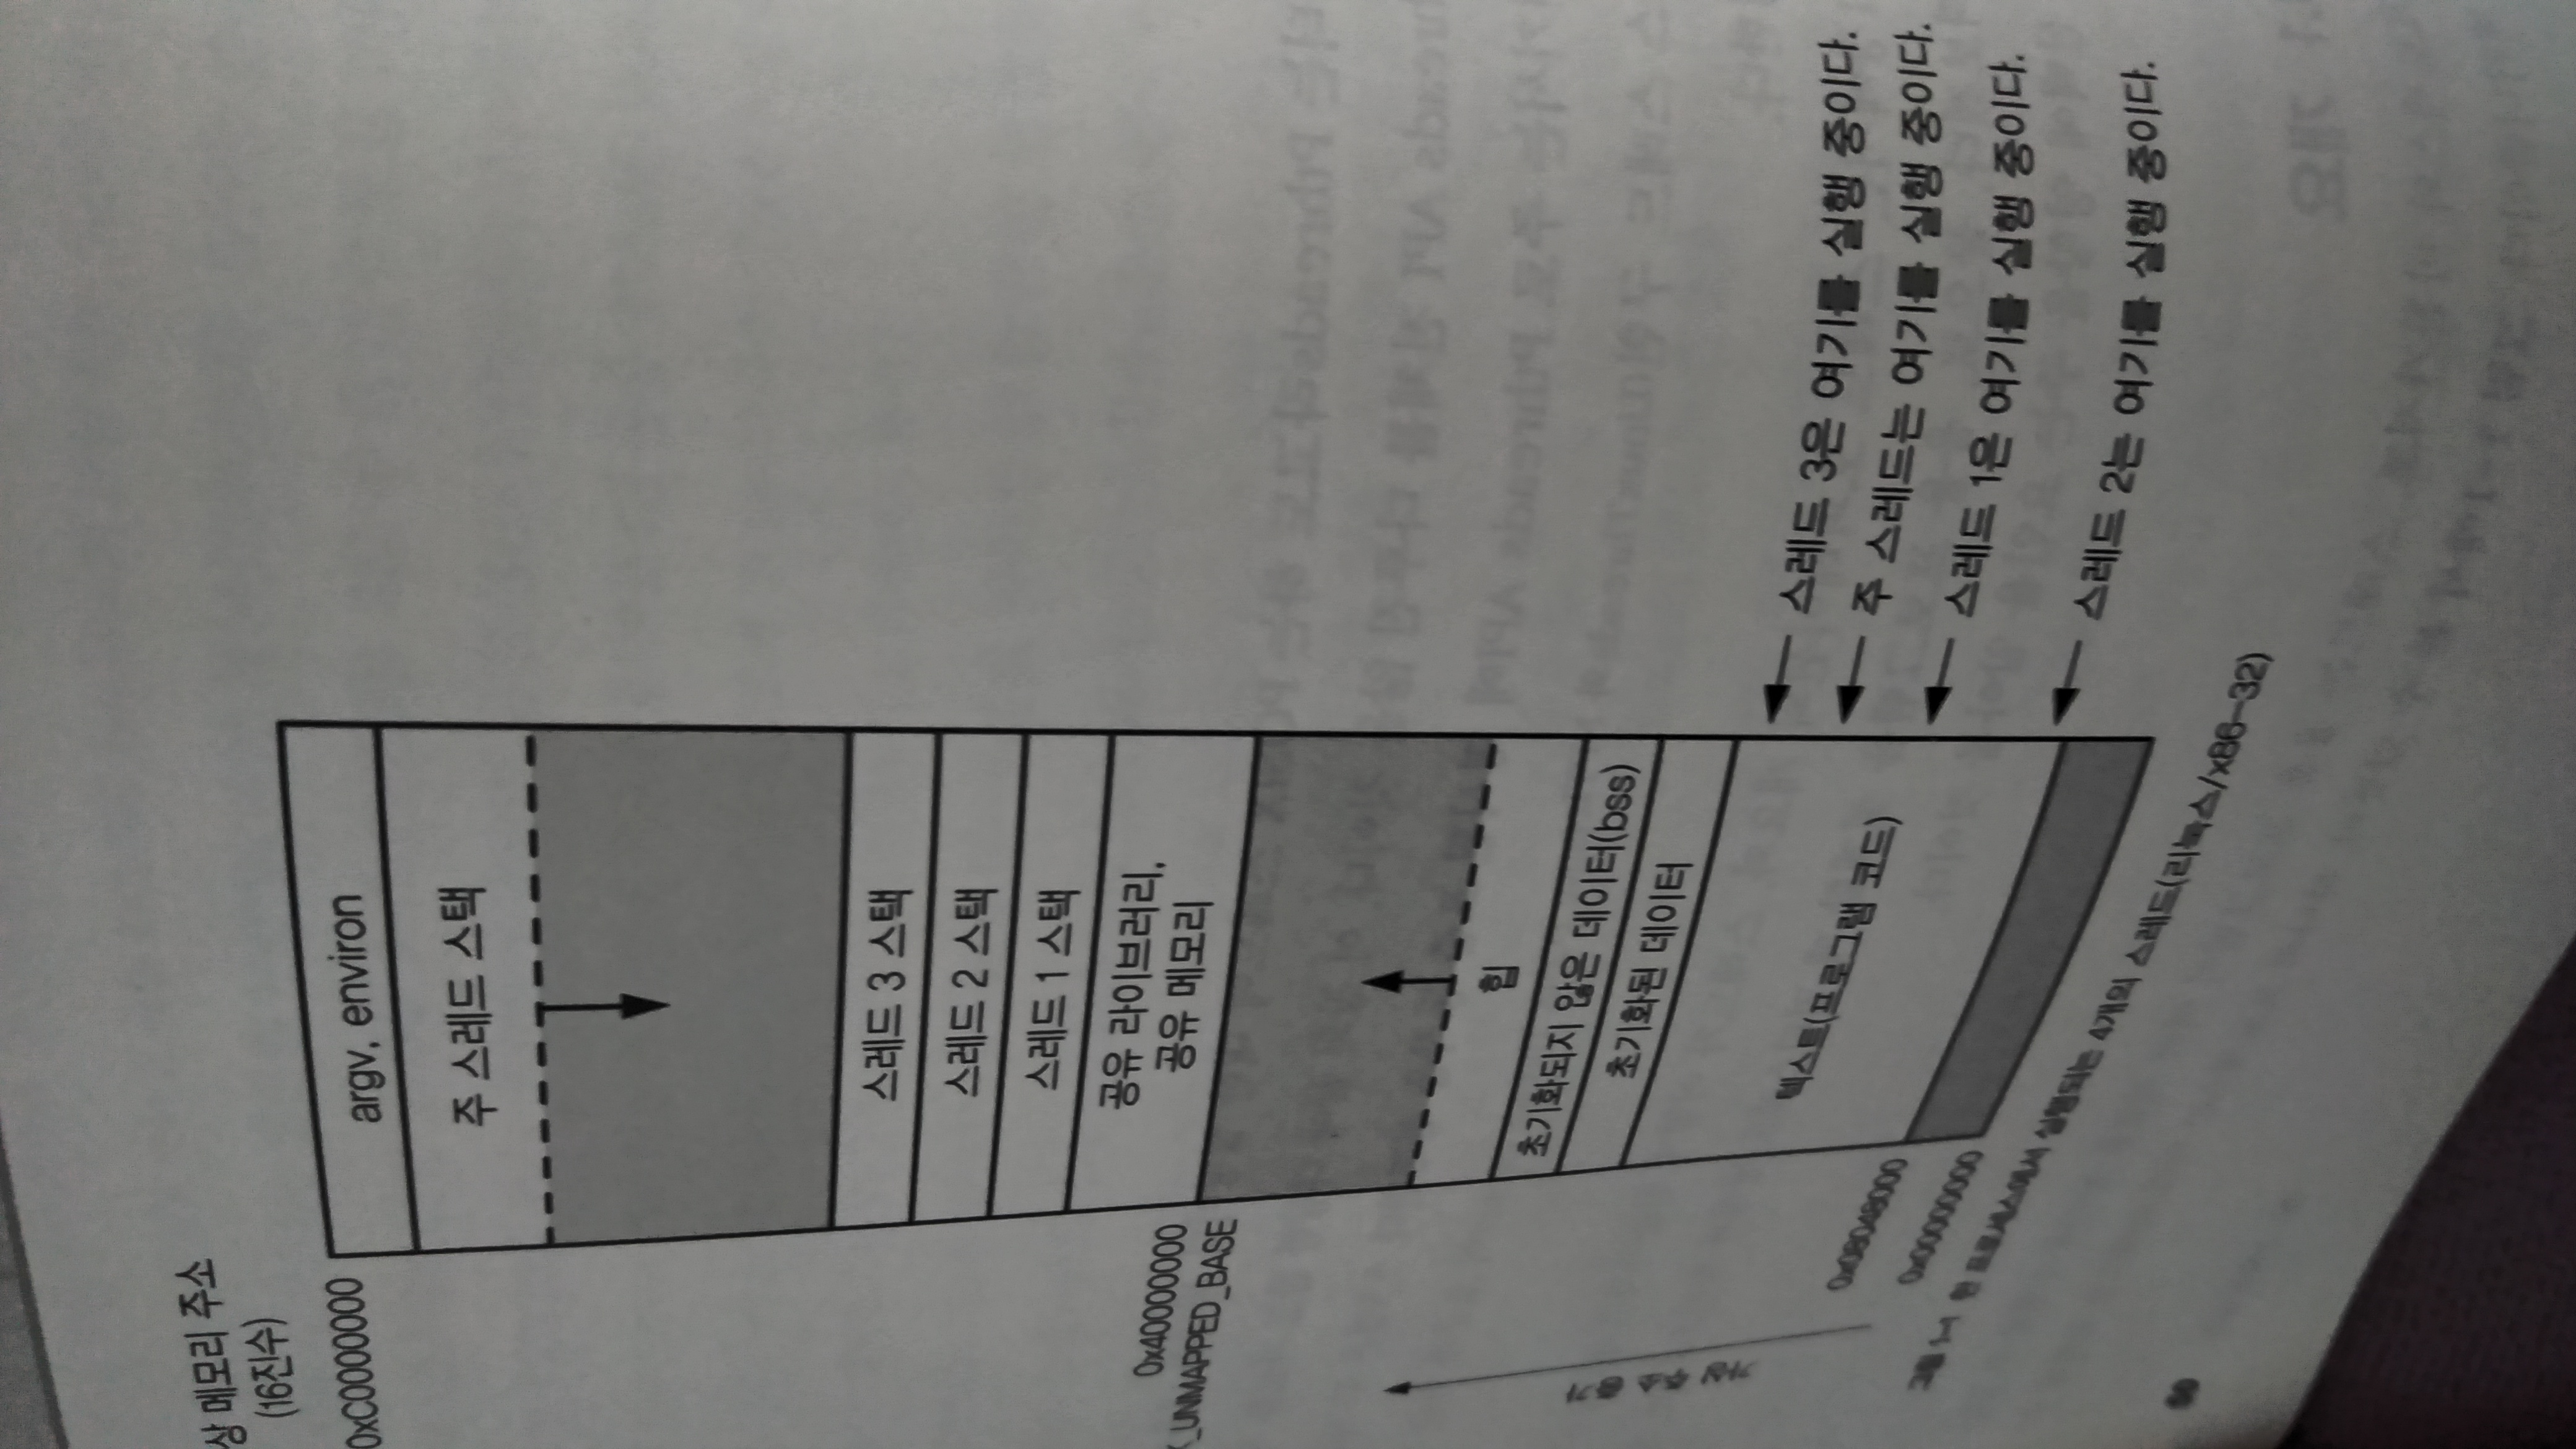 상 메모리 주소
(16진수)
0xC0000000
argv, environ
주 스레드 스택
스레드 3 스택
스레드 2 스택
스레드 1 스택
공유 라이브러리,
공유 메모리
0x40000000
_UNMAPPED_BASE
힙
초기화되지 않은 데이터(bss)
초기화된 데이터
텍스트(프로그램 코드)
스레드 3은 여기를 실행 중이다.
주 스레드는 여기를 실행 중이다.
스레드 1은 여기를 실행 중이다.
스레드 2는 여기를 실행 중이다.
0x08048000
0x00000000
그림 1-1 한 프로세스에서 실행되는 4개의 스레드(리눅스/x86-32)